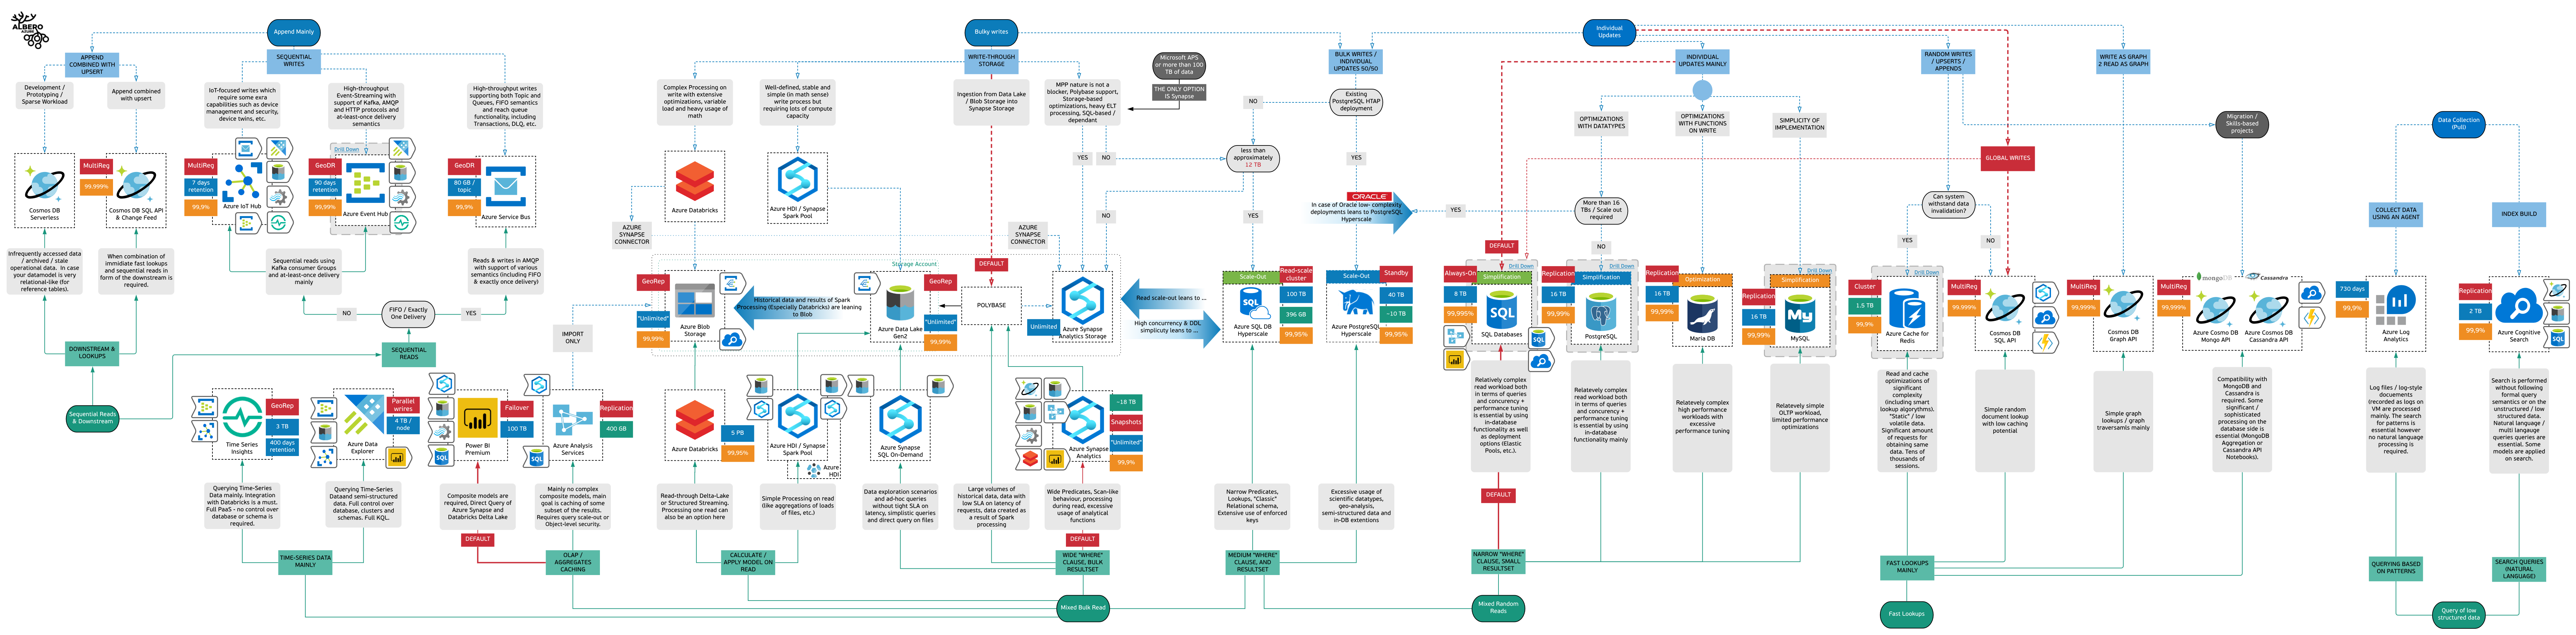 ALBERO
AZURE
Append Mainly
Bulky writes
Individual
Updates
APPEND
COMBINED WITH
UPSERT
SEQUENTIAL
WRITES
WRITE-THROUGH
STORAGE
BULK WRITES /
INDIVIDUAL
UPDATES 50/50
INDIVIDUAL
UPDATES MAINLY
RANDOM WRITES
/ UPSERTS /
APPENDS
WRITE AS GRAPH
2 READ AS GRAPH
Microsoft APS
or more than 100
TB of data
THE ONLY OPTION
IS Synapse
Development /
Prototyping /
Sparse Workload
Append combined
with upsert
IoT-focused writes which
require some exra
capabilities such as device
management and security,
device twins, etc.
High-throughput
Event-Streaming with
support of Kafka, AMQP
and HTTP protocols and
at-least-once delivery
semantics
High-throughput writes
supporting both Topic and
Queues, FIFO semantics
and reach queue
functionality, including
Transactions, DLQ, etc.
Complex Processing on
write with extensive
optimizations, variable
load and heavy usage of
math
Well-defined, stable and
simple (in math sense)
write process but
requiring lots of compute
capacity
Ingestion from Data Lake
/ Blob Storage into
Synapse Storage
MPP nature is not a
blocker, Polybase support,
Storage-based
optimizations, heavy ELT
processing, SQL-based /
dependant
NO
Existing
PostgreSQL HTAP
deployment
OPTIMIZATIONS
WITH DATATYPES
OPTIMIZATIONS
WITH FUNCTIONS
ON WRITE
SIMPLICITY OF
IMPLEMENTATION
Migration /
Skills-based
projects
Data Collection
(Pull)
YES
NO
less than
approximately
12 TB
YES
GLOBAL WRITES
Cosmos DB
Serverless
MultiReg
99.999%
Cosmos DB SQL API
& Change Feed
MultiReg
7 days
retention
99,9%
Azure IoT Hub
Drill Down
GeoDR
90 days
retention
99,99%
Azure Event Hub
GeoDR
80 GB /
topic
99,9%
Azure Service Bus
Azure Databricks
Azure HDI / Synapse
Spark Pool
NO
YES
ORACLE
In case of Oracle low- complexity
deployments leans to PostgreSQL
Hyperscale
YES
More than 16
TBs / Scale out
required
Can system
withstand data
invalidation?
COLLECT DATA
USING AN AGENT
INDEX BUILD
AZURE
SYNAPSE
CONNECTOR
AZURE
SYNAPSE
CONNECTOR
DEFAULT
NO
YES
NO
Infrequently accessed data
/ archived / stale
operational data. In case
your datamodel is very
relational-like (for
reference tables).
When combination of
immediate fast lookups
and sequential reads in
form of the downstream is
required.
Sequential reads using
Kafka consumer Groups
and at-least-once delivery
mainly
Reads & writes in AMQP
with support of various
semantics (including FIFO
& exactly once delivery)
Storage Account
DEFAULT
GeoRep
"Unlimited"
99,99%
Azure Blob
Storage
Historical data and results of Spark
Processing (Especially Databricks) are leaning
to Blob
Azure Data Lake
Gen2
GeoRep
"Unlimited"
99,99%
POLYBASE
Unlimited
Azure Synapse
Analytics Storage
Read scale-out leans to ...
High concurrency & DDL
simplicuty leans to ...
Scale-Out
Azure SQL DB
Hyperscale
Read-scale
cluster
100 TB
396 GB
99,95%
Scale-Out
Azure PostgreSQL
Hyperscale
Standby
40 TB
~10 TB
99,95%
Drill Down
Always-On
8 TB
99,995%
Simplification
SQL Databases
Drill Down
Replication
16 TB
99,99%
Simplification
PostgreSQL
Replication
16 TB
99,99%
Optimization
Maria DB
Drill Down
Replication
16 TB
99,99%
Simplification
MySQL
Drill Down
Cluster
1.5 TB
99,9%
Azure Cache for
Redis
MultiReg
99.999%
Cosmos DB
SQL API
MultiReg
99.999%
Cosmos DB
Graph API
MultiReg
99.999%
mongoDB
Cassandra
Azure Cosmo DB
Mongo API
Azure Cosmos DB
Cassandra API
730 days
99,9%
Azure Log
Analytics
Replication
2 TB
99,9%
Azure Cognitive
Search
NO
FIFO / Exactly
One Delivery
YES
IMPORT
ONLY
DOWNSTREAM &
LOOKUPS
SEQUENTIAL
READS
Sequential Reads
& Downstream
Time Series
Insights
GeoRep
3 TB
400 days
retention
Azure Data
Explorer
Parallel
wires
4 TB /
node
Power BI
Premium
Failover
100 TB
Azure Analysis
Services
Replication
400 GB
Azure Databricks
5 PB
99,95%
Azure HDI / Synapse
Spark Pool
Azure
HDI
Azure Synapse
SQL On-Demand
Azure Synapse
Analytics
~18 TB
Snapshots
"Unlimited"
99,9%
Relatively complex
read workload both
in terms of queries
and concurrency +
performance tuning
is essential by using
in-database
functionality as well
as deployment
options (Elastic
Pools, etc.).
Relatevely complex
read workload both
in terms of queries
and concurrency +
performance tuning
is essential by using
in-database
functionality mainly
Relatively complex
high performance
workloads with
excessive
performance tuning
Relatively simple
OLTP workload,
limited performance
optimizations
Read and cache
optimizations of
significant
complexity
(including smart
lookup algorythms).
"Static" / low
volatile data.
Significant amount
of requests for
obtaining same
data. Tens of
thousands of
sessions.
Simple random
document lookup
with low caching
potential
Simple graph
lookups / graph
traversamls mainly
Compatibility with
MongoDB and
Cassandra is
required. Some
significant /
sophisticated
processing on the
database side is
essential (MongoDB
Aggregation or
Cassandra API
Notebooks).
Log files / log-style
documents
(recorded as logs on
VM are processed
mainly. The search
for patterns is
essential however
no natural language
processing is
required.
Search is performed
without following
formal query
semantics or on the
unstructured / low
structured data.
Natural language /
multi langauge
queries queries are
essential. Some
models are applied
on search.
Querying Time-Series
Data mainly. Integration
with Databricks is a must.
Full PaaS - no control over
database or schema is
required.
Querying Time-Series
Dataand semi-structured
data. Full control over
database, clusters and
schemas. Full KQL.
Composite models are
required, Direct Query of
Azure Synapse and
Databricks Delta Lake
Mainly no complex
composite models, main
goal is caching of some
subset of the results.
Requires query scale-out or
Object-level security.
Read-through Delta-Lake
or Structured Streaming.
Processing one read can
also be an option here
Simple Processing on read
(like aggregations of loads
of files, etc.)
Data exploration scenarios
and ad-hoc queries
without tight SLA on
latency, simplistic queries
and direct query on files
Large volumes of
historical data, data with
low SLA on latency of
requests, data created as
a result of Spark
processing
Wide Predicates, Scan-like
behaviour, processing
during read, excessive
usage of analytical
functions
Narrow Predicates,
Lookups, "Classic"
Relational schema,
Extensive use of enforced
keys
Excessive usage of
scientific datatypes,
geo-analysis,
semi-structured data and
in-DB extentions
DEFAULT
DEFAULT
DEFAULT
TIME-SERIES DATA
MAINLY
OLAP /
AGGREGATES
CACHING
CALCULATE /
APPLY MODEL ON
READ
WIDE "WHERE"
CLAUSE, BULK
RESULTSET
MEDIUM "WHERE"
CLAUSE, AND
RESULTSET
NARROW "WHERE"
CLAUSE, SMALL
RESULTSET
FAST LOOKUPS
MAINLY
QUERYING BASED
ON PATTERNS
SEARCH QUERIES
(NATURAL
LANGUAGE)
Mixed Bulk Read
Mixed Random
Reads
Fast Lookups
Query of low
structured data